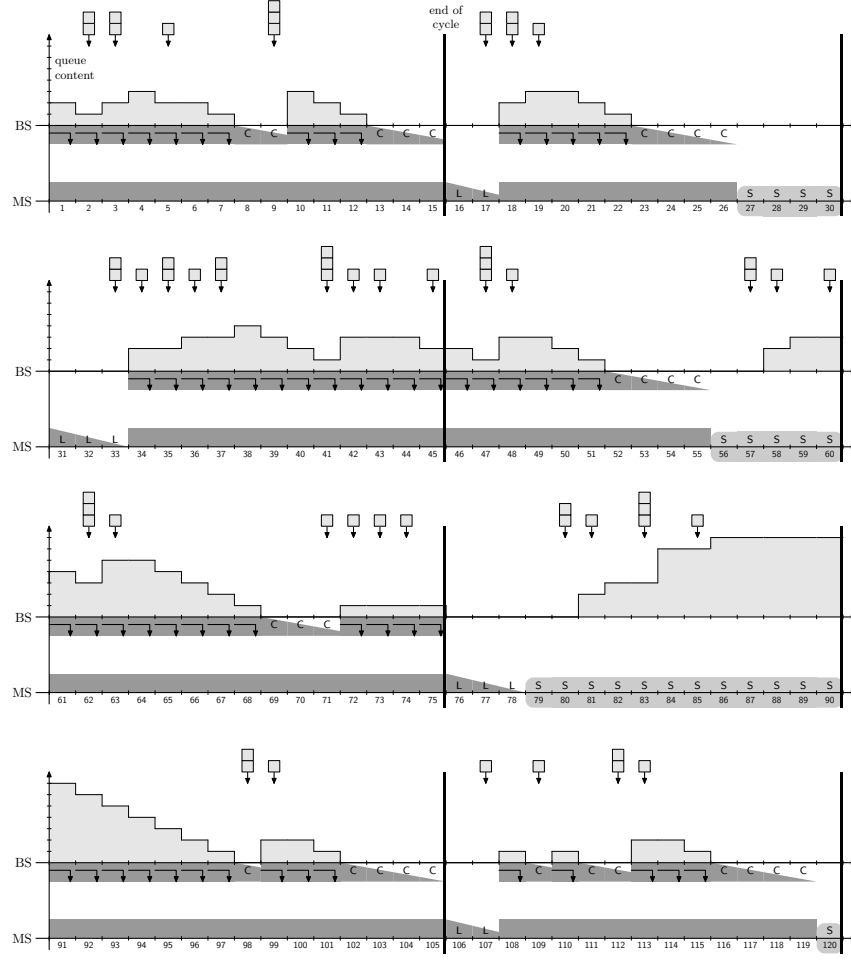 end of
cycle
queue
content
BS C C C C C C C C C
L L S S S S
MS 1 2 3 4 5 6 7 8 9 10 11 12 13 14 15 16 17 18 19 20 21 22 23 24 25 26 27 28 29 30
BS C C C C
L L L S S S S S
MS 31 32 33 34 35 36 37 38 39 40 41 42 43 44 45 46 47 48 49 50 51 52 53 54 55 56 57 58 59 60
BS C C C
L L L S S S S S S S S S S S S
MS 61 62 63 64 65 66 67 68 69 70 71 72 73 74 75 76 77 78 79 80 81 82 83 84 85 86 87 88 89 90
BS C C C C C C C C C C C C
L L S
MS 91 92 93 94 95 96 97 98 99 100 101 102 103 104 105 106 107 108 109 110 111 112 113 114 115 116 117 118 119 120